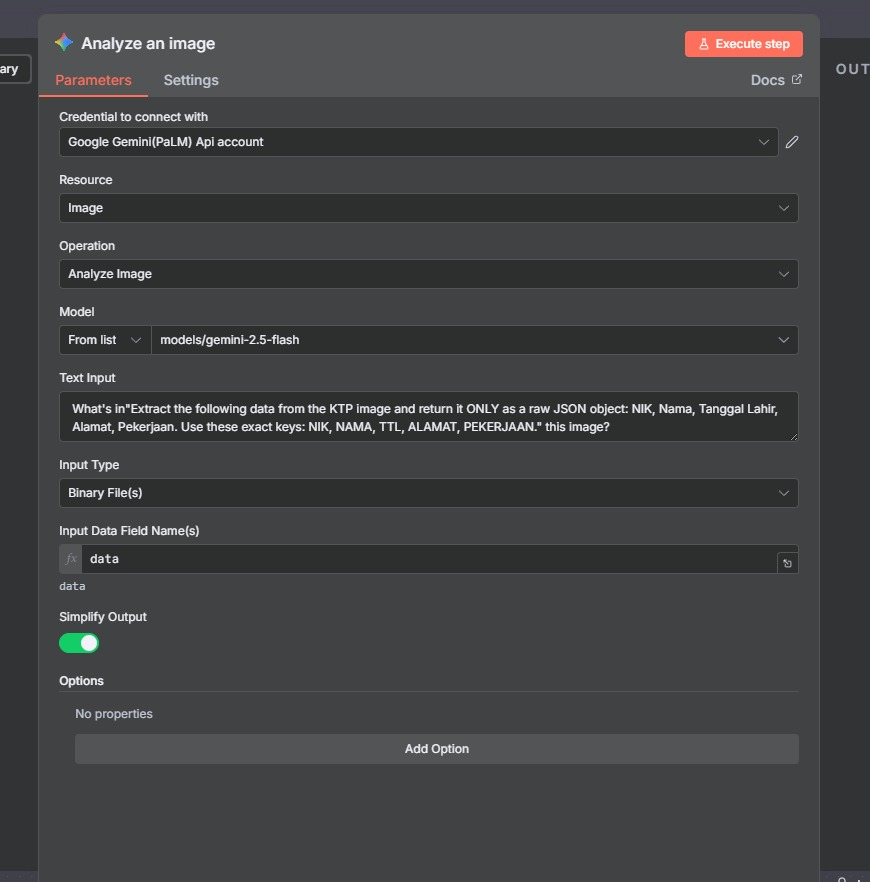 ary
Analyze an image
Execute step
OUT
Parameters
Settings
Docs
Credential to connect with
Google Gemini(PaLM) Api account
Resource
Image
Operation
Analyze Image
Model
From list
models/gemini-2.5-flash
Text Input
What's in"Extract the following data from the KTP image and return it ONLY as a raw JSON object: NIK, Nama, Tanggal Lahir,
Alamat, Pekerjaan. Use these exact keys: NIK, NAMA, TTL, ALAMAT, PEKERJAAN." this image?
Input Type
Binary File(s)
Input Data Field Name(s)
fx data
data
Simplify Output
Options
No properties
Add Option